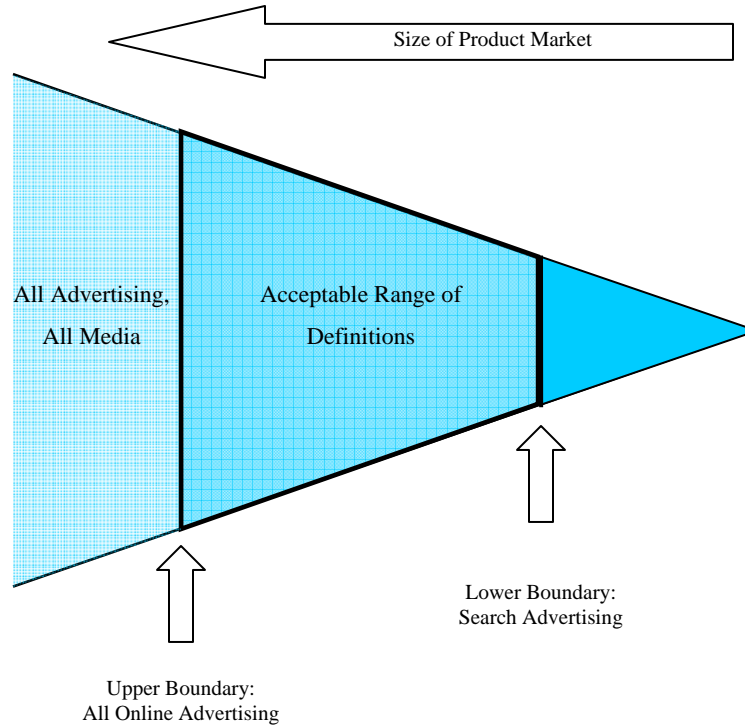 Size of Product Market
All Advertising,
All Media
Acceptable Range of
Definitions
Lower Boundary:
Search Advertising
Upper Boundary:
All Online Advertising